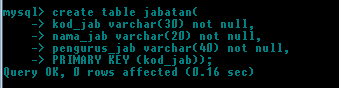 mysql> create table jabatan(
    -> kod_jab varchar(30) not null,
    -> nama_jab varchar(20) not null,
    -> pengurus_jab varchar(40) not null,
    -> PRIMARY KEY (kod_jab));
Query OK, 0 rows affected (0.16 sec)